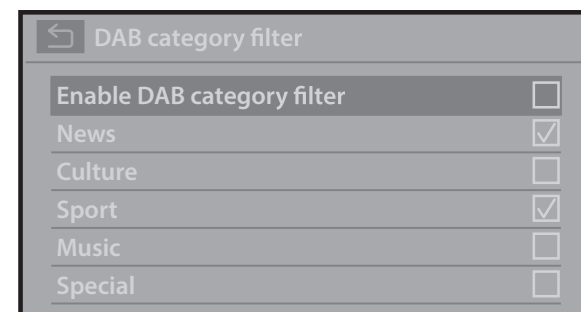 DAB category filter
Enable DAB category filter
News
Culture
Sport
Music
Special